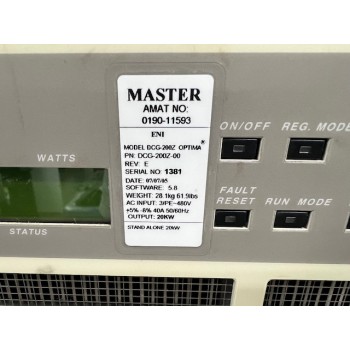 MASTER
AMAT NO:
0190-11593
ENI
MODEL DCG-200Z OPTIMA®
PN: DCG-200Z-00
REV: E
SERIAL NO: 1381
DATE: 07/07/05
SOFTWARE: 5.8
WEIGHT: 28.1kg 61.9lbs
AC INPUT: 3/PE~480V
+5% -8% 40A 50/60Hz
OUTPUT: 20KW
STAND ALONE 20kW
WATTS
STATUS
ON/OFF
REG. MODE
FAULT
RESET
RUN MODE